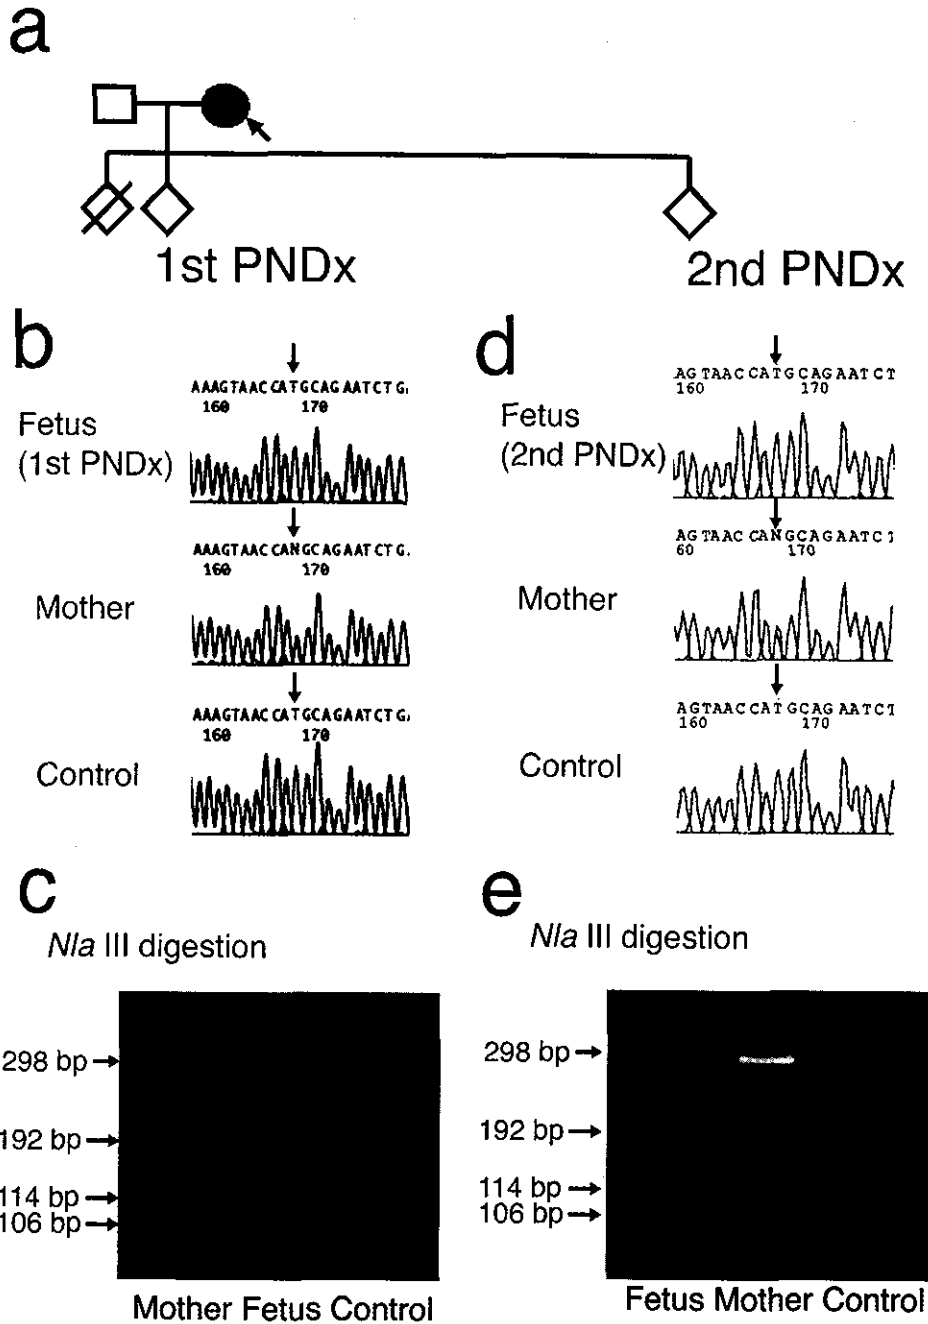 a
1st PNDx
2nd PNDx
b
AAAGTAACCATGCAGAATCTG
160 170
Fetus
(1st PNDx)
AAAGTAACCANGCAGAATCTG.
160 170
Mother
AAAGTAACCATGCAGAATCTG
160 170
Control
d
AGTAACCATGCAGAATCT
160 170
Fetus
(2nd PNDx)
AGTAACCANGCAGAATC
60 170
Mother
AGTAACCATGCAGAATCT
160 170
Control
c
Nla III digestion
298 bp
192 bp
114 bp
106 bp
Mother Fetus Control
e
Nla III digestion
298 bp
192 bp
114 bp
106 bp
Fetus Mother Control